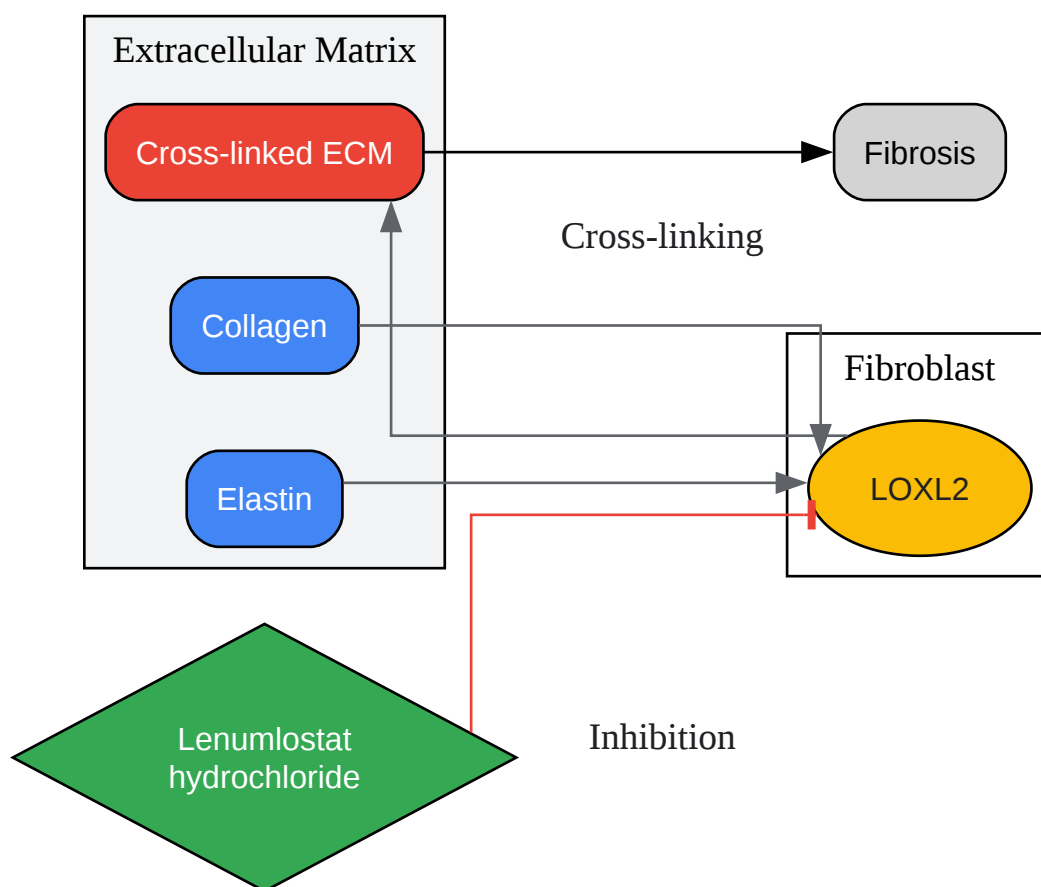 Extracellular Matrix
Cross-linked ECM
Fibrosis
Cross-linking
Collagen
Fibroblast
Elastin
LOXL2
Lenumlostat
hydrochloride
Inhibition